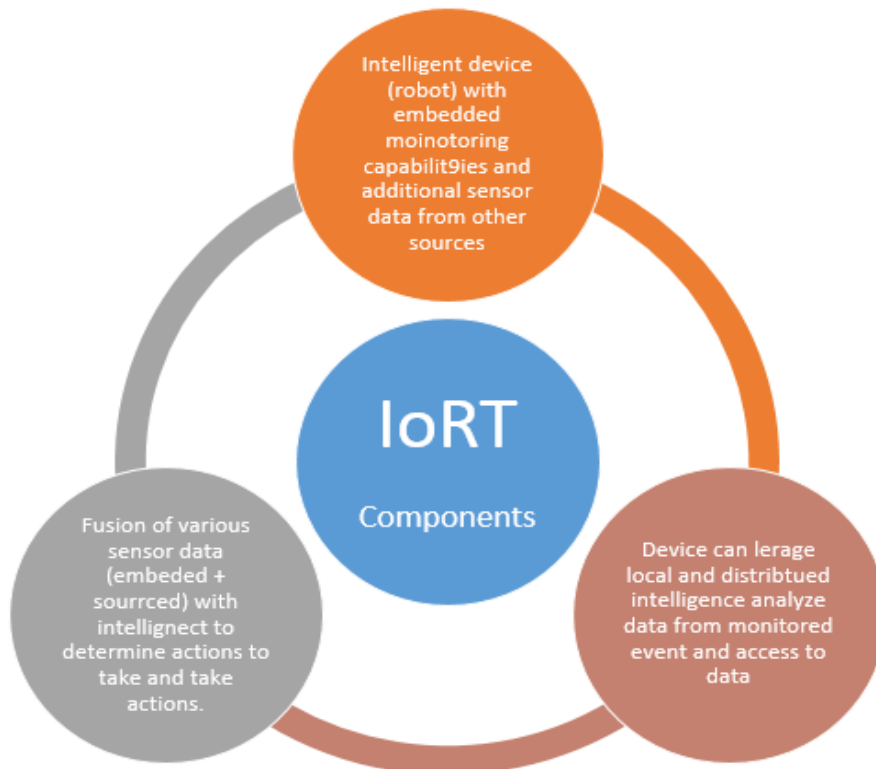 Intelligent device
(robot) with
embedded
moinotoring
capabilit9ies and
additional sensor
data from other
sources
IoRT
Components
Fusion of various
sensor data
(embeded +
sourrced) with
intellignect to
determine actions to
take and take
actions.
Device can lerage
local and distribtued
intelligence analyze
data from monitored
event and access to
data